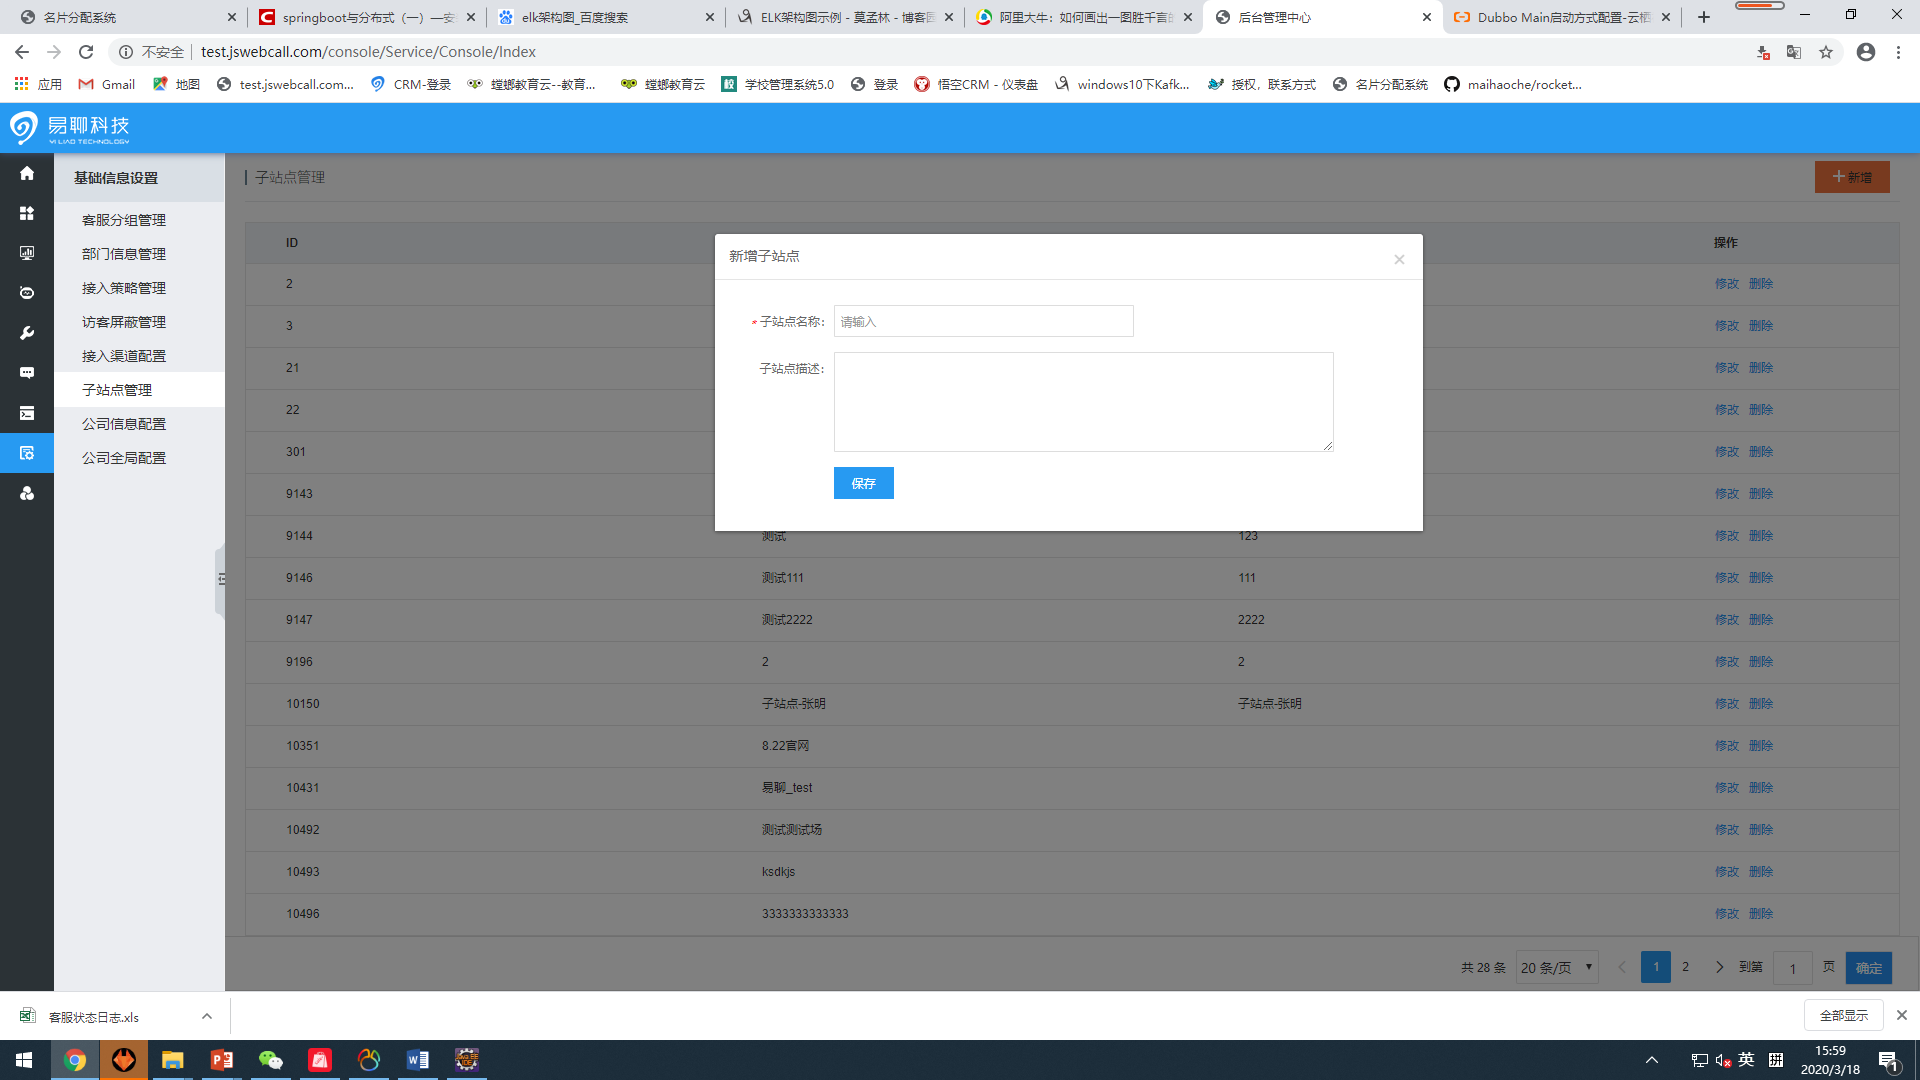 名片分配系统
springboot与分布式（一）—安
elk架构图_百度搜索
ELK架构图示例 - 莫孟林 - 博客园
阿里大牛：如何画出一图胜千言的
后台管理中心
Dubbo Main启动方式配置-云栖
不安全
test.jswebcall.com/console/Service/Console/Index
应用
Gmail
地图
test.jswebcall.com...
CRM-登录
螳螂教育云--教育...
螳螂教育云
学校管理系统5.0
登录
悟空CRM - 仪表盘
windows10下Kafk...
授权，联系方式
名片分配系统
maihaoche/rocket...
易聊科技
YI LIAO TECHNOLOGY
基础信息设置
客服分组管理
部门信息管理
接入策略管理
访客屏蔽管理
接入渠道配置
子站点管理
公司信息配置
公司全局配置
子站点管理
新增
ID 操作
2 修改 删除
3 修改 删除
21 修改 删除
22 修改 删除
301 修改 删除
9143 修改 删除
9144 测试 123 修改 删除
9146 测试111 111 修改 删除
9147 测试2222 2222 修改 删除
9196 2 2 修改 删除
10150 子站点-张明 子站点-张明 修改 删除
10351 8.22官网 修改 删除
10431 易聊_test 修改 删除
10492 测试测试场 修改 删除
10493 ksdkjs 修改 删除
10496 3333333333333 修改 删除
新增子站点
*子站点名称： 请输入
子站点描述：
保存
共 28 条 20 条/页 1 2 到第 1 页 确定
客服状态日志.xls
全部显示
英
拼
15:59
2020/3/18
1